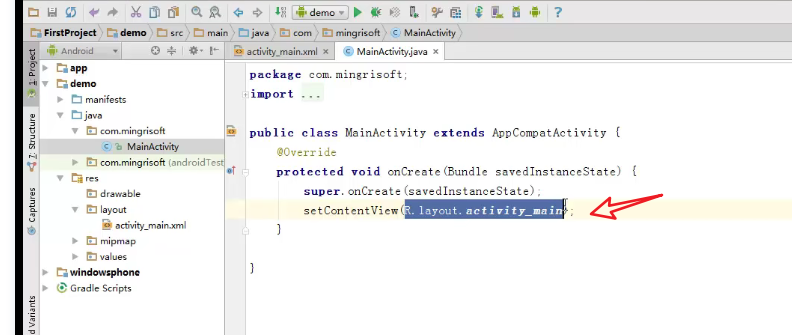 demo
?
FirstProject demo src main java com mingrisoft MainActivity
1: Project
7: Structure
Captures
d Variants
Android
app
demo
manifests
java
com.mingrisoft
MainActivity
com.mingrisoft (androidTest
res
drawable
layout
activity_main.xml
mipmap
values
windowsphone
Gradle Scripts
activity_main.xml × MainActivity.java ×
package com.mingrisoft;
import ...
public class MainActivity extends AppCompatActivity {
@Override
protected void onCreate(Bundle savedInstanceState) {
super.onCreate(savedInstanceState);
setContentView(R.layout.activity_main);
}
}